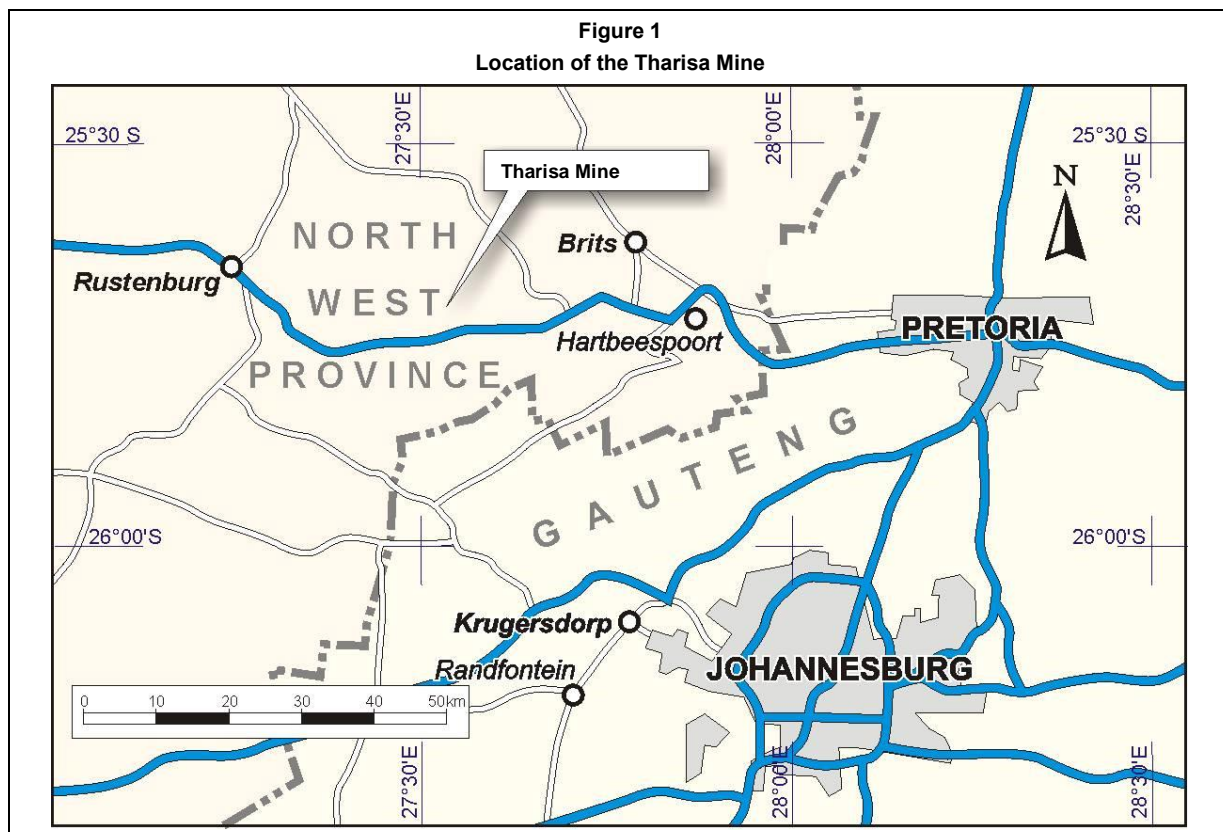 Figure 1
Location of the Tharisa Mine
25°30 S
27°30'E
28°00'E
25°30 S
28°30'E
Tharisa Mine
N
NORTH
WEST
PROVINCE
Brits
Rustenburg
Hartbeespoort
PRETORIA
GAUTENG
26°00'S
26°00'S
Krugersdorp
Randfontein
JOHANNESBURG
0 10 20 30 40 50km
27°30'E
28°00'E
28°30'E